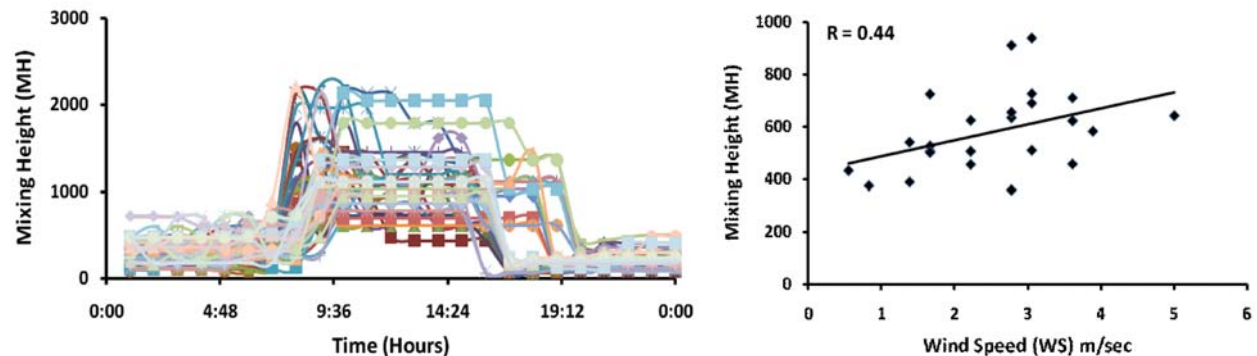 3000
2000
1000
0
0:00 4:48 9:36 14:24 19:12 0:00
Mixing Height (MH)
Time (Hours)
R = 0.44
1000
800
600
400
200
0
0 1 2 3 4 5 6
Mixing Height (MH)
Wind Speed (WS) m/sec